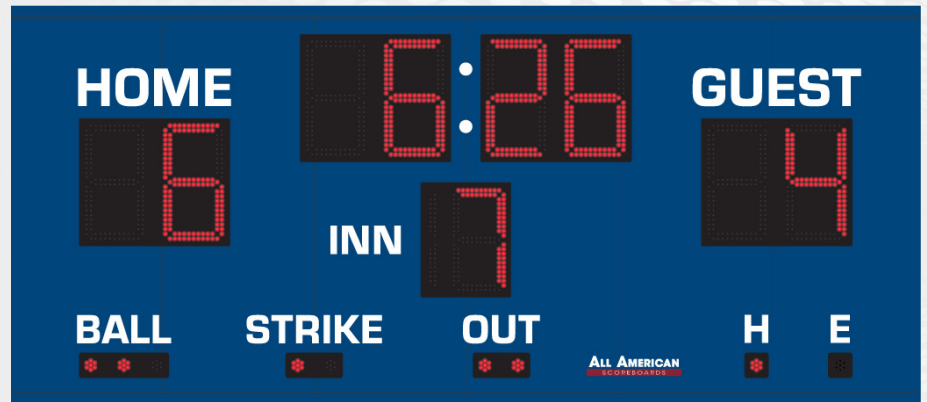 6:26
HOME
GUEST
6
4
INN 7
BALL STRIKE OUT H E
ALL AMERICAN
SCOREBOARDS